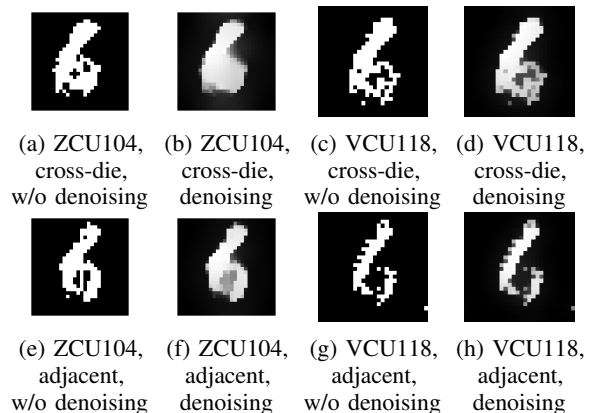 (a) ZCU104, (b) ZCU104, (c) VCU118, (d) VCU118,
cross-die, cross-die, cross-die, cross-die,
w/o denoising denoising w/o denoising denoising
(e) ZCU104, (f) ZCU104, (g) VCU118, (h) VCU118,
adjacent, adjacent, adjacent, adjacent,
w/o denoising denoising w/o denoising denoising